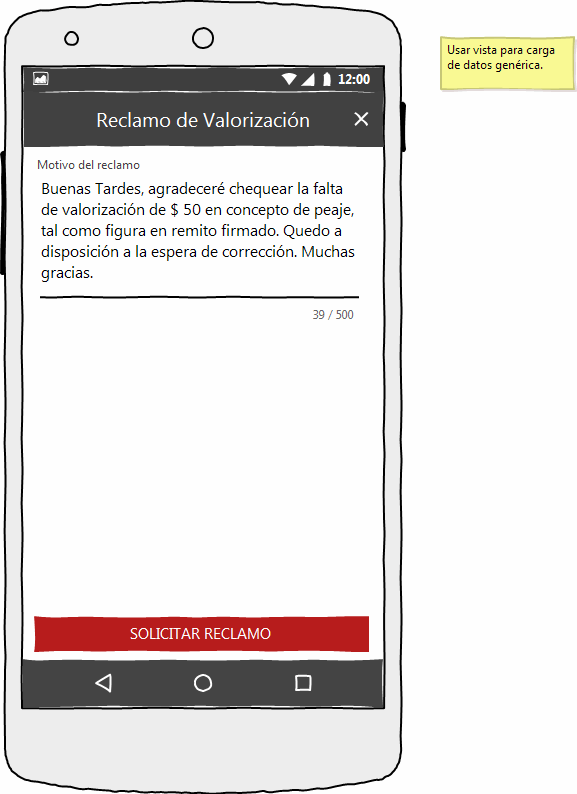 12:00
Reclamo de Valorización
Motivo del reclamo
Buenas Tardes, agradeceré chequear la falta
de valorización de $ 50 en concepto de peaje,
tal como figura en remito firmado. Quedo a
disposición a la espera de corrección. Muchas
gracias.
39 / 500
SOLICITAR RECLAMO
Usar vista para carga
de datos genérica.